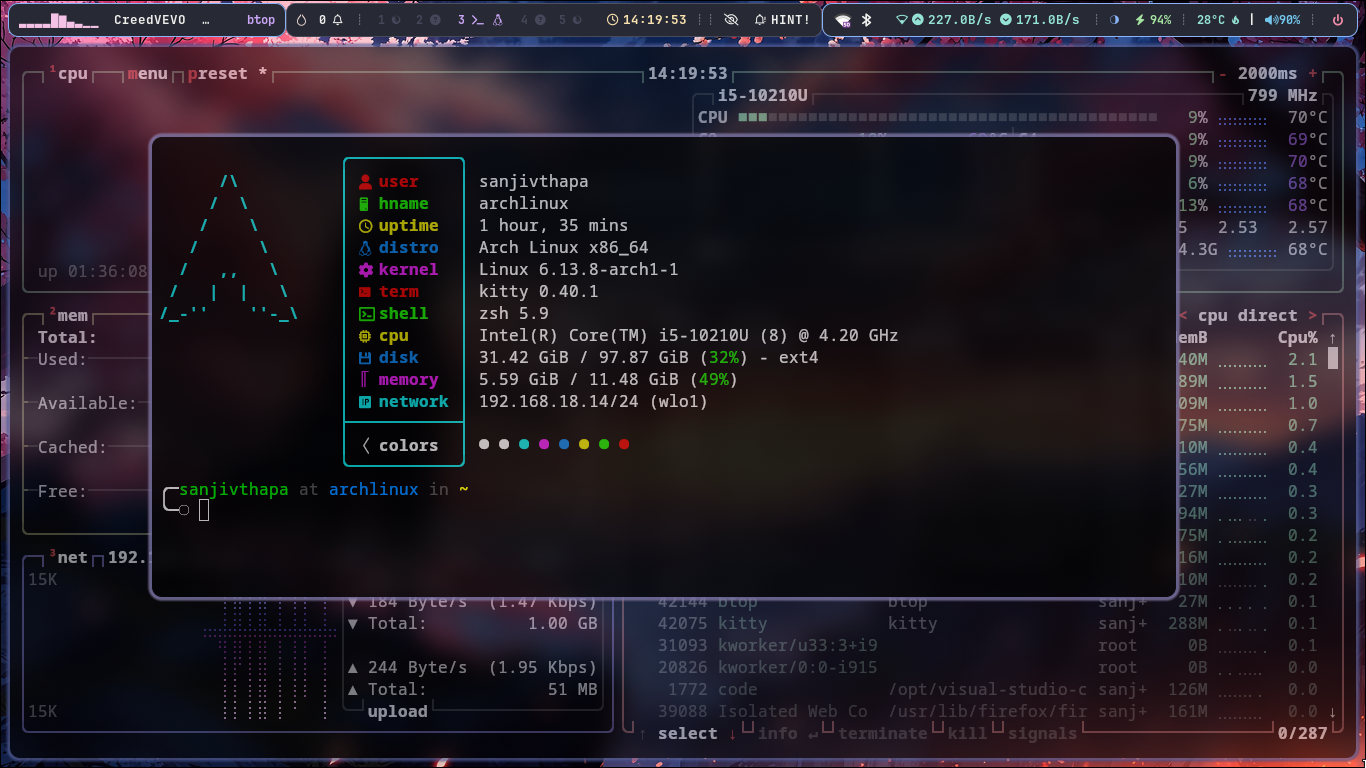 CreedVEVO … btop 0 1 2 3 4 5 14:19:53 HINT! 227.0B/s 171.0B/s 94% 28°C 90%
¹cpu menu preset * 14:19:53 - 2000ms +
i5-10210U 799 MHz
CPU 9% 70°C
9% 69°C
9% 70°C
6% 68°C
13% 68°C
5 2.53 2.57
4.3G 68°C
up 01:36:08
user sanjivthapa
hname archlinux
uptime 1 hour, 35 mins
distro Arch Linux x86_64
kernel Linux 6.13.8-arch1-1
term kitty 0.40.1
shell zsh 5.9
cpu Intel(R) Core(TM) i5-10210U (8) @ 4.20 GHz
disk 31.42 GiB / 97.87 GiB (32%) - ext4
memory 5.59 GiB / 11.48 GiB (49%)
network 192.168.18.14/24 (wlo1)
colors
sanjivthapa at archlinux in ~
²mem
Total:
Used:
Available:
Cached:
Free:
< cpu direct >
emB Cpu% ↑
40M 2.1
89M 1.5
09M 1.0
75M 0.7
10M 0.4
56M 0.4
27M 0.3
94M 0.3
75M 0.2
16M 0.2
10M 0.2
³net 192.
15K
▼ 184 Byte/s (1.47 Kbps)
▼ Total: 1.00 GB
▲ 244 Byte/s (1.95 Kbps)
▲ Total: 51 MB
15K
upload
42144 btop btop sanj+ 27M 0.1
42075 kitty kitty sanj+ 288M 0.1
31093 kworker/u33:3+i9 root 0B 0.1
20826 kworker/0:0-i915 root 0B 0.0
1772 code /opt/visual-studio-c sanj+ 126M 0.0
39088 Isolated Web Co /usr/lib/firefox/fir sanj+ 161M 0.0 ↓
↑ select ↓ info ↵ terminate kill signals 0/287